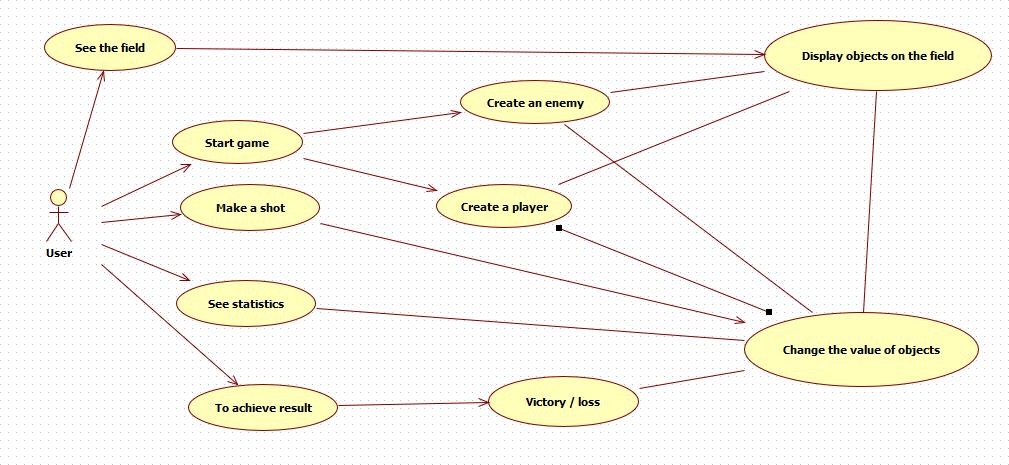 See the field
Display objects on the field
Create an enemy
Start game
Make a shot
Create a player
User
See statistics
Change the value of objects
To achieve result
Victory / loss